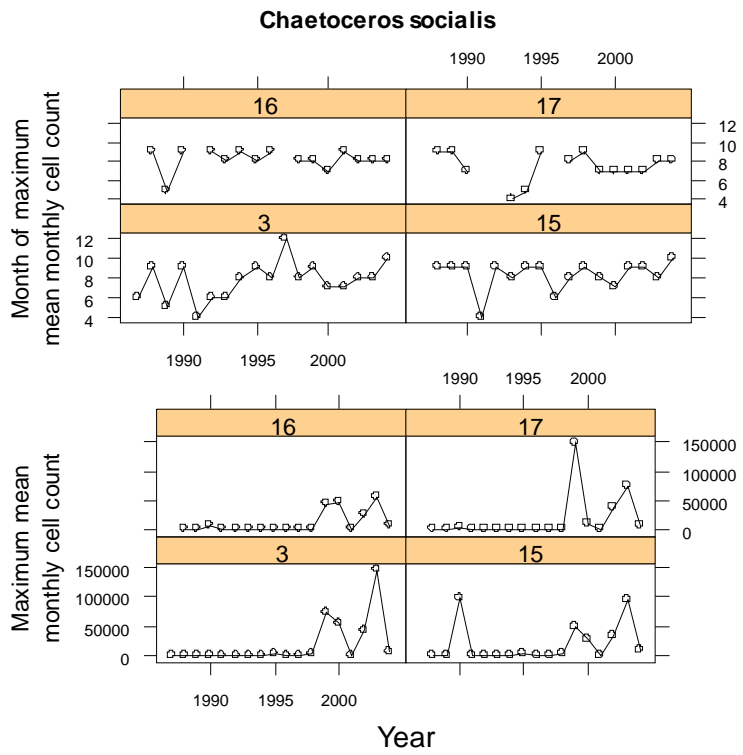 Chaetoceros socialis
1990 1995 2000
16 17
12
10
8
6
4
Month of maximum
mean monthly cell count
3 15
12
10
8
6
4
1990 1995 2000
1990 1995 2000
16 17
150000
100000
50000
0
Maximum mean
monthly cell count
3 15
150000
100000
50000
0
1990 1995 2000
Year